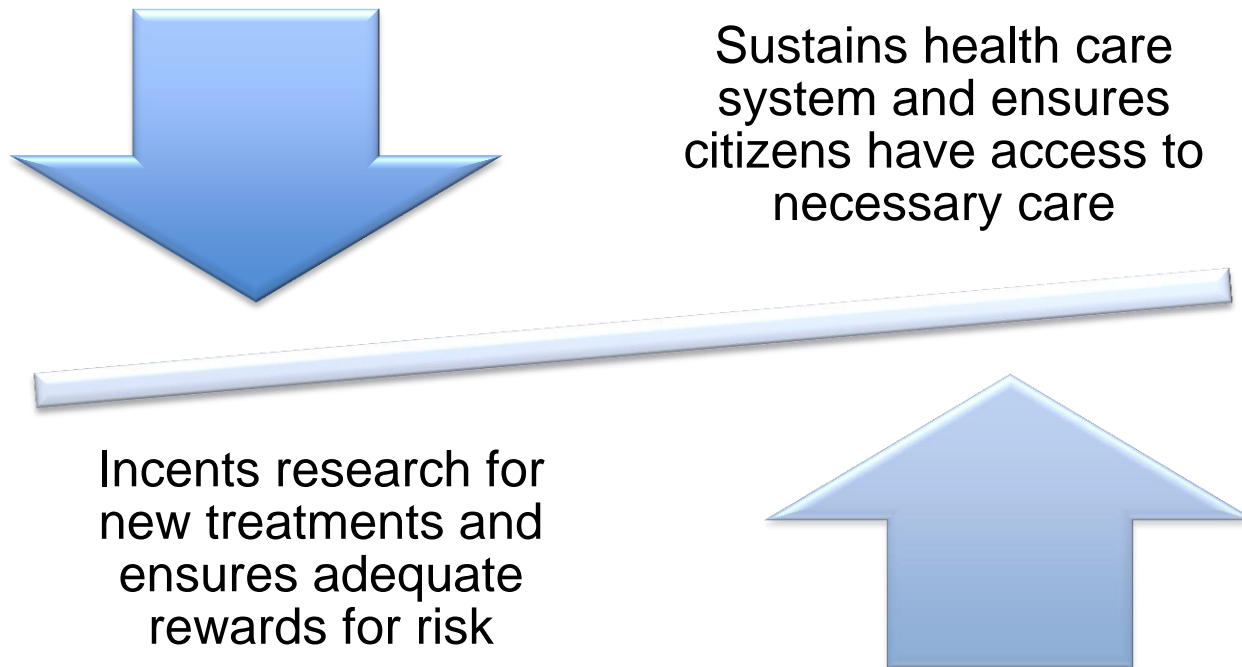 Sustains health care
system and ensures
citizens have access to
necessary care
Incents research for
new treatments and
ensures adequate
rewards for risk